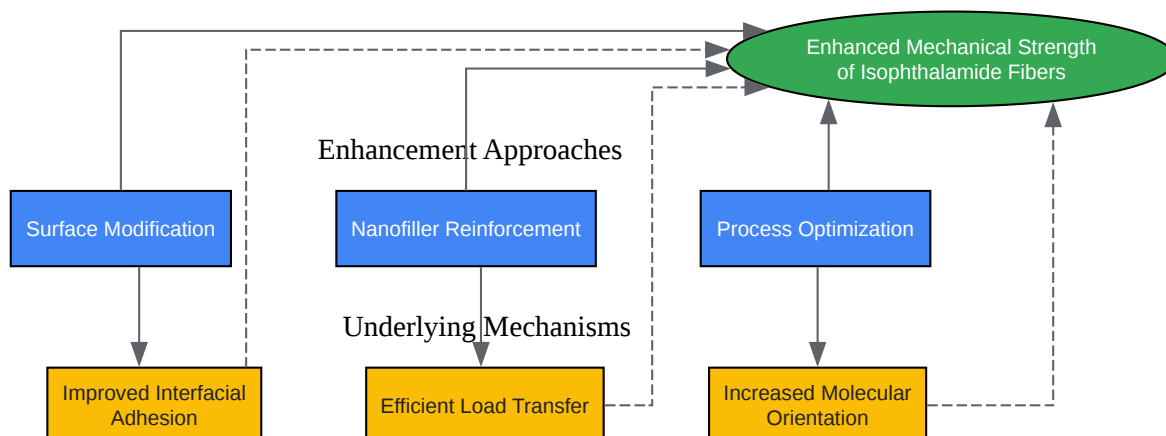 Enhanced Mechanical Strength
of Isophthalamide Fibers
Enhancement Approaches
Surface Modification
Nanofiller Reinforcement
Process Optimization
Underlying Mechanisms
Improved Interfacial
Adhesion
Efficient Load Transfer
Increased Molecular
Orientation